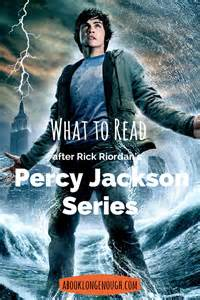 What to Read
after Rick Riordan's
Percy Jackson
Series
ABOOKLONGENOUGH.COM